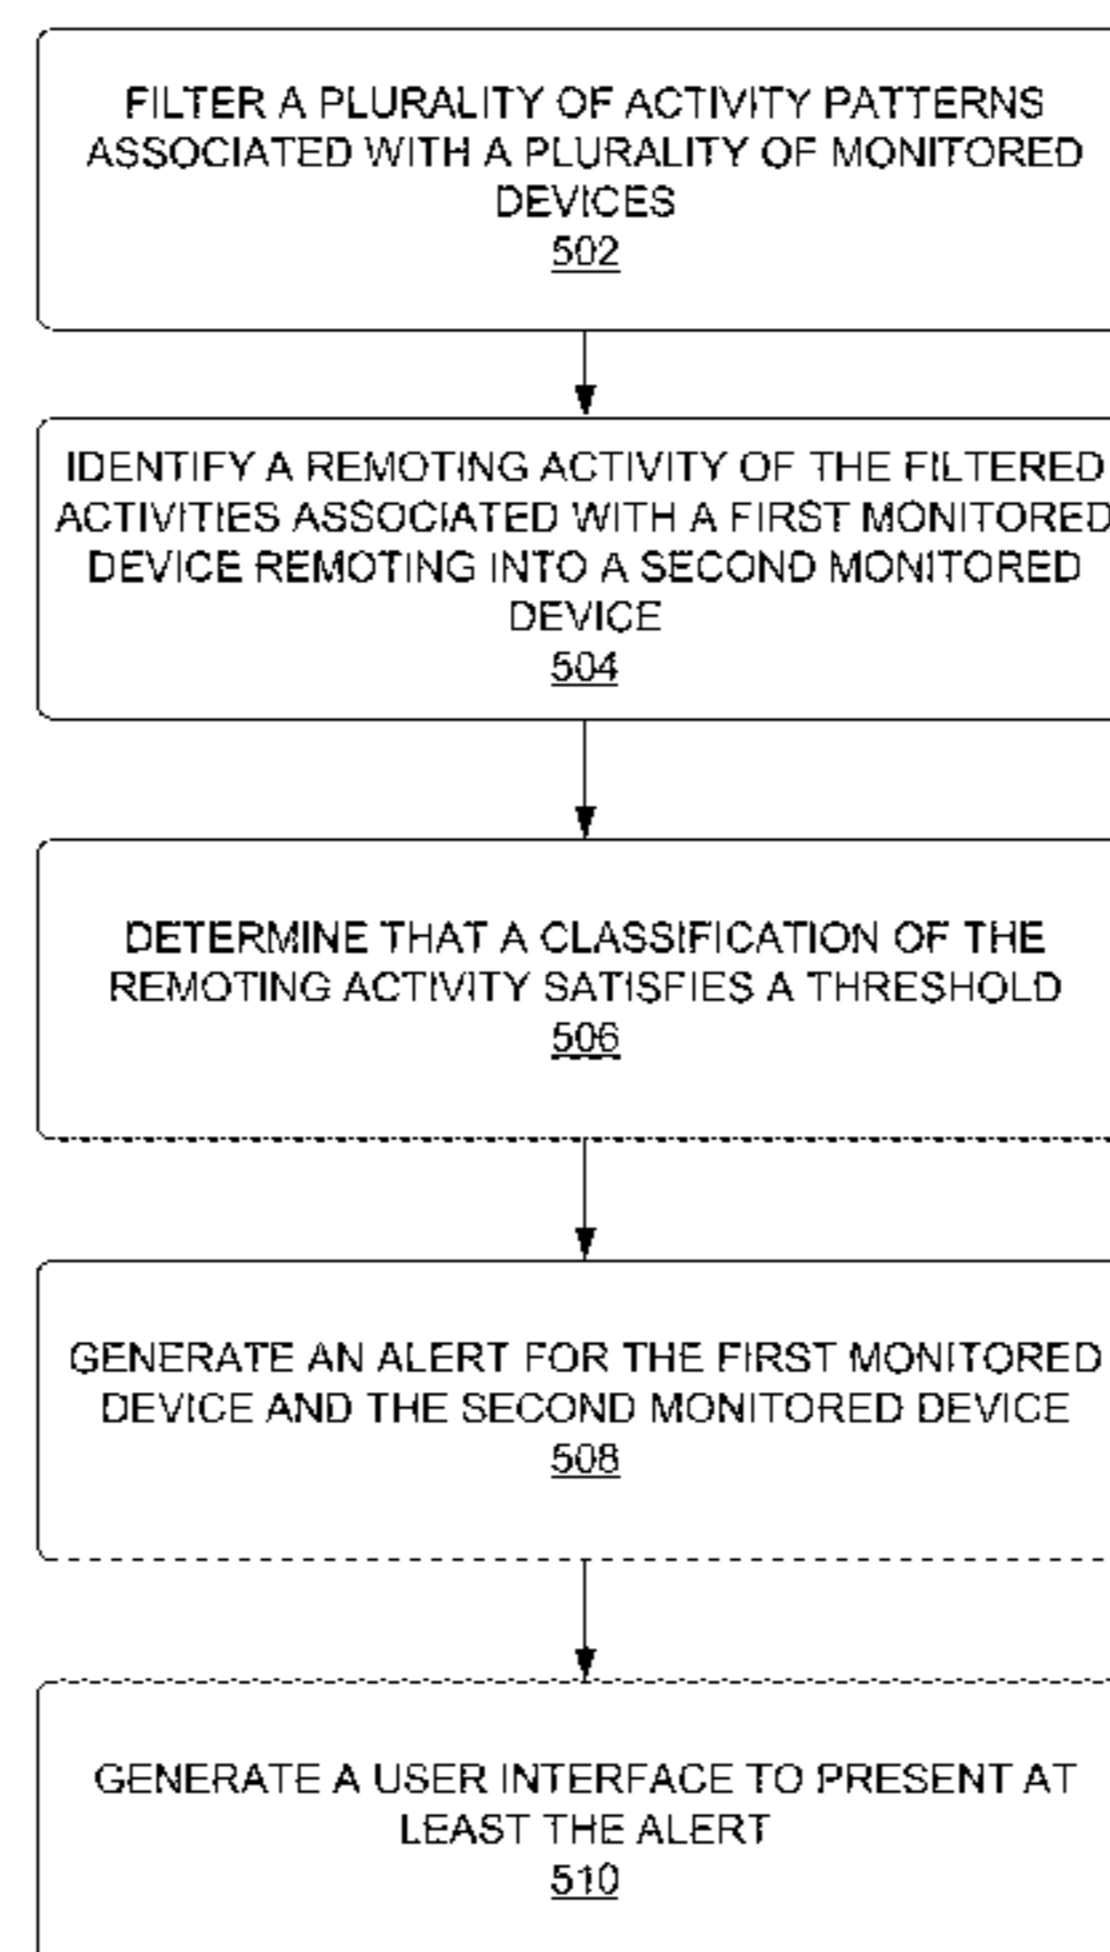 FILTER A PLURALITY OF ACTIVITY PATTERNS
ASSOCIATED WITH A PLURALITY OF MONITORED
DEVICES
502
IDENTIFY A REMOTING ACTIVITY OF THE FILTERED
ACTIVITIES ASSOCIATED WITH A FIRST MONITORED
DEVICE REMOTING INTO A SECOND MONITORED
DEVICE
504
DETERMINE THAT A CLASSIFICATION OF THE
REMOTING ACTIVITY SATISFIES A THRESHOLD
506
GENERATE AN ALERT FOR THE FIRST MONITORED
DEVICE AND THE SECOND MONITORED DEVICE
508
GENERATE A USER INTERFACE TO PRESENT AT
LEAST THE ALERT
510